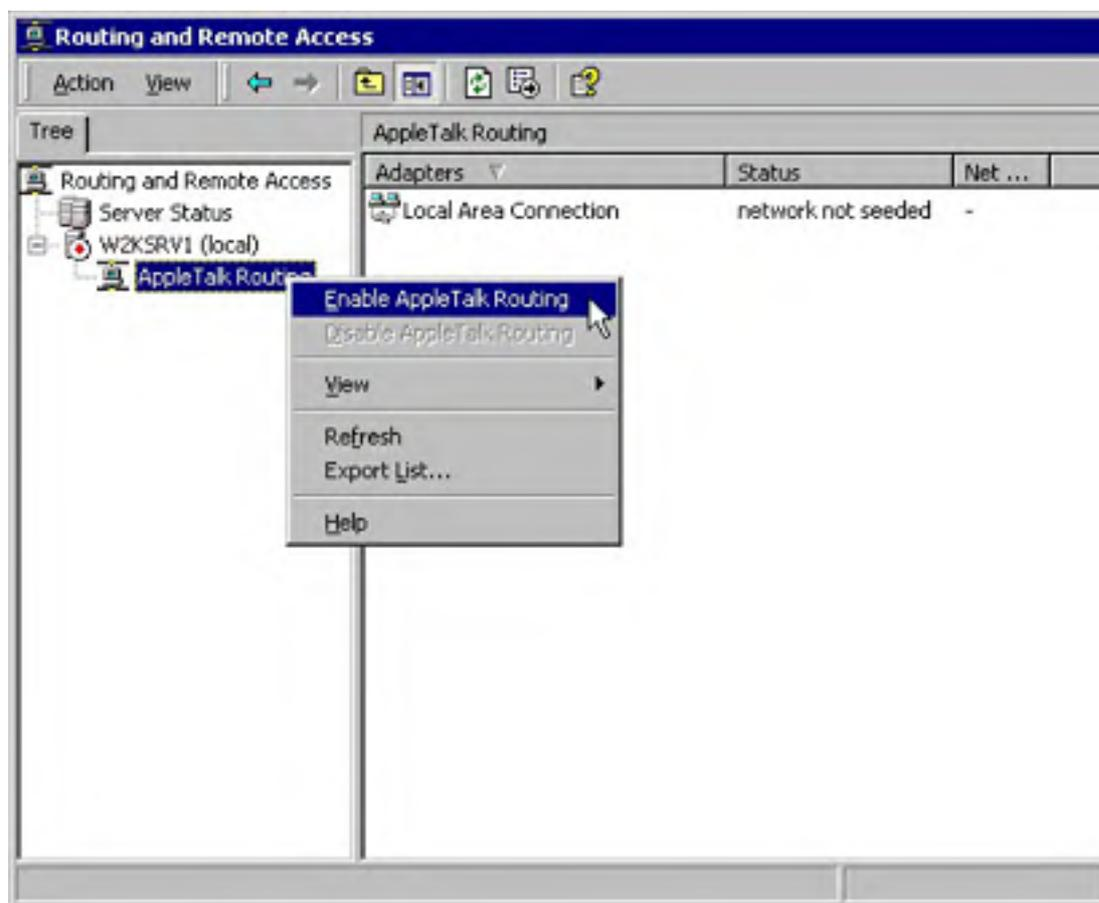 Routing and Remote Access
Action View
Tree
AppleTalk Routing
Routing and Remote Access
Server Status
W2KSRV1 (local)
AppleTalk Routing
Adapters Status Net ...
Local Area Connection network not seeded -
Enable AppleTalk Routing
Disable AppleTalk Routing
View
Refresh
Export List...
Help